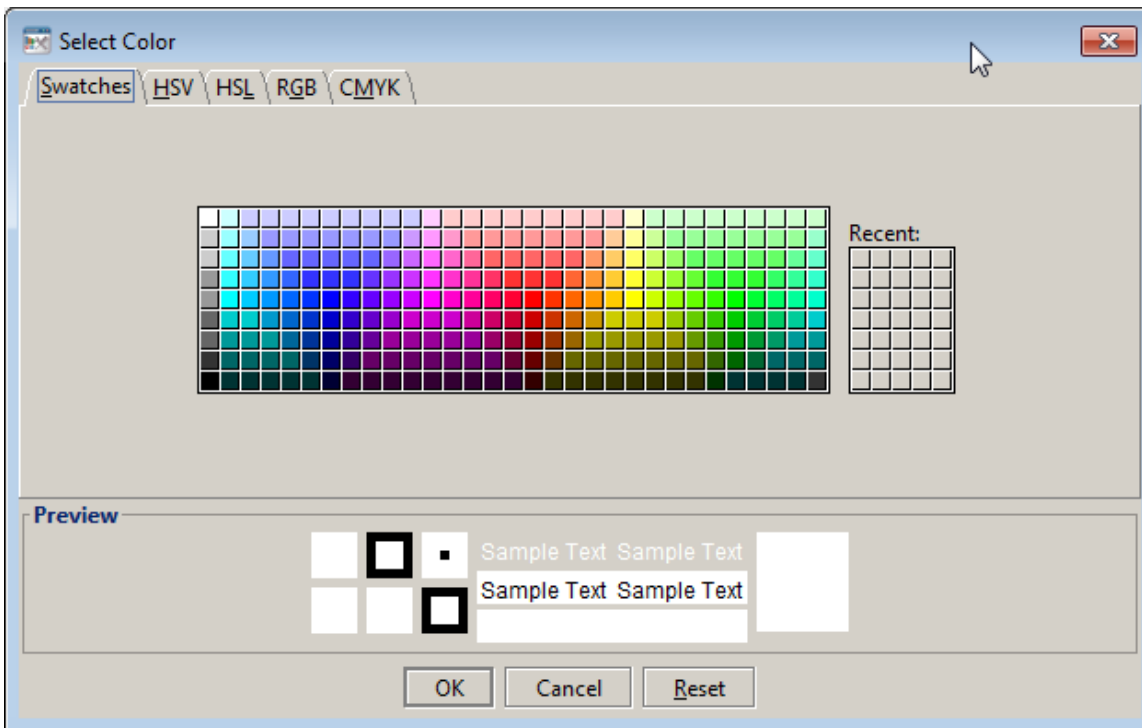 Select Color
Swatches HSV HSL RGB CMYK
Recent:
Preview
Sample Text Sample Text
Sample Text Sample Text
OK Cancel Reset